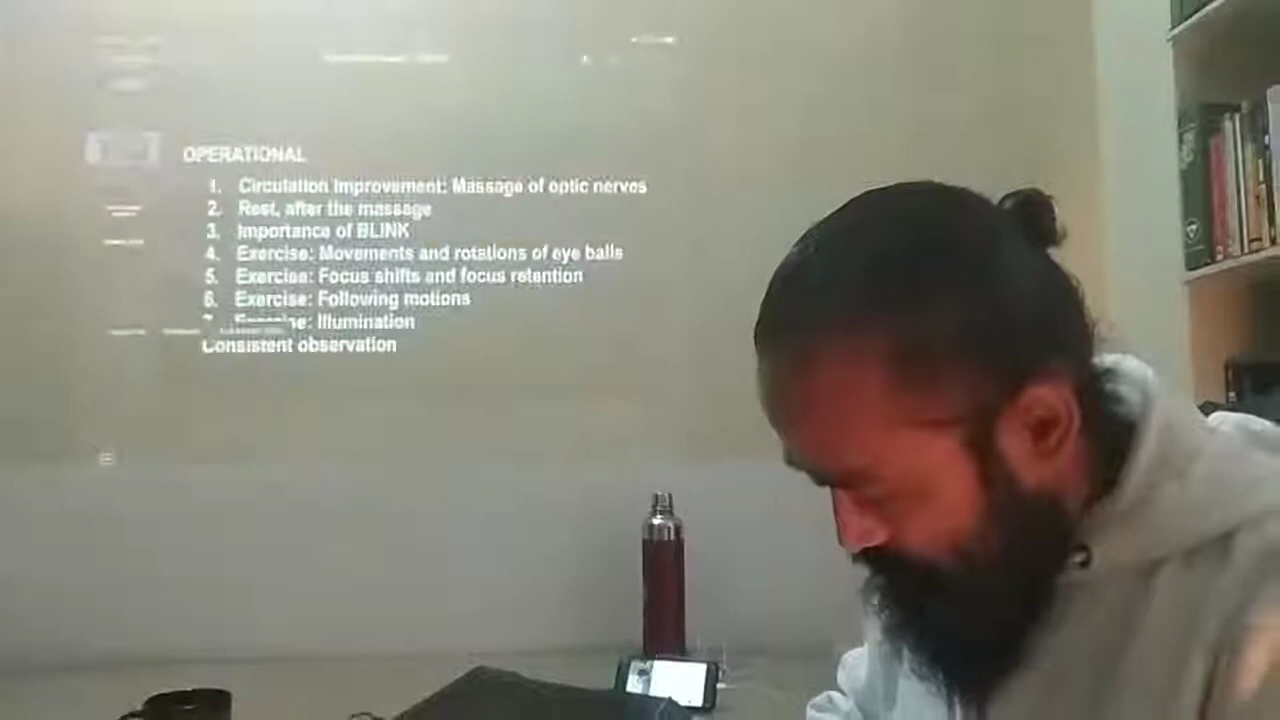 OPERATIONAL
1. Circulation Improvement: Massage of optic nerves
2. Rest, after the massage
3. Importance of BLINK
4. Exercise: Movements and rotations of eye balls
5. Exercise: Focus shifts and focus retention
6. Exercise: Following motions
7. Exercise: Illumination
Consistent observation